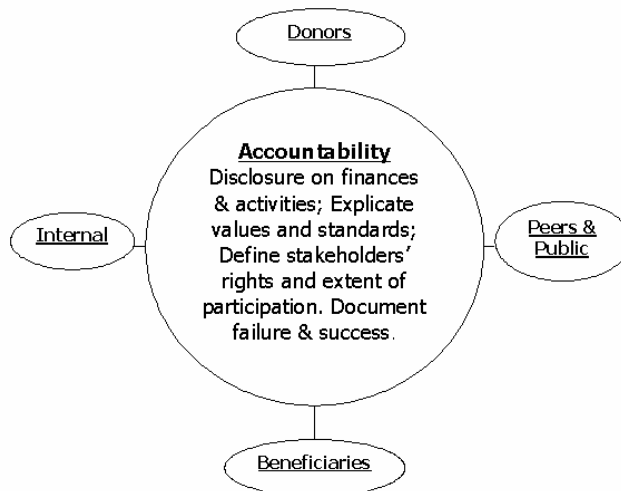 Donors
Accountability
Disclosure on finances
& activities; Explicate
values and standards;
Define stakeholders'
rights and extent of
participation. Document
failure & success.
Internal
Peers &
Public
Beneficiaries